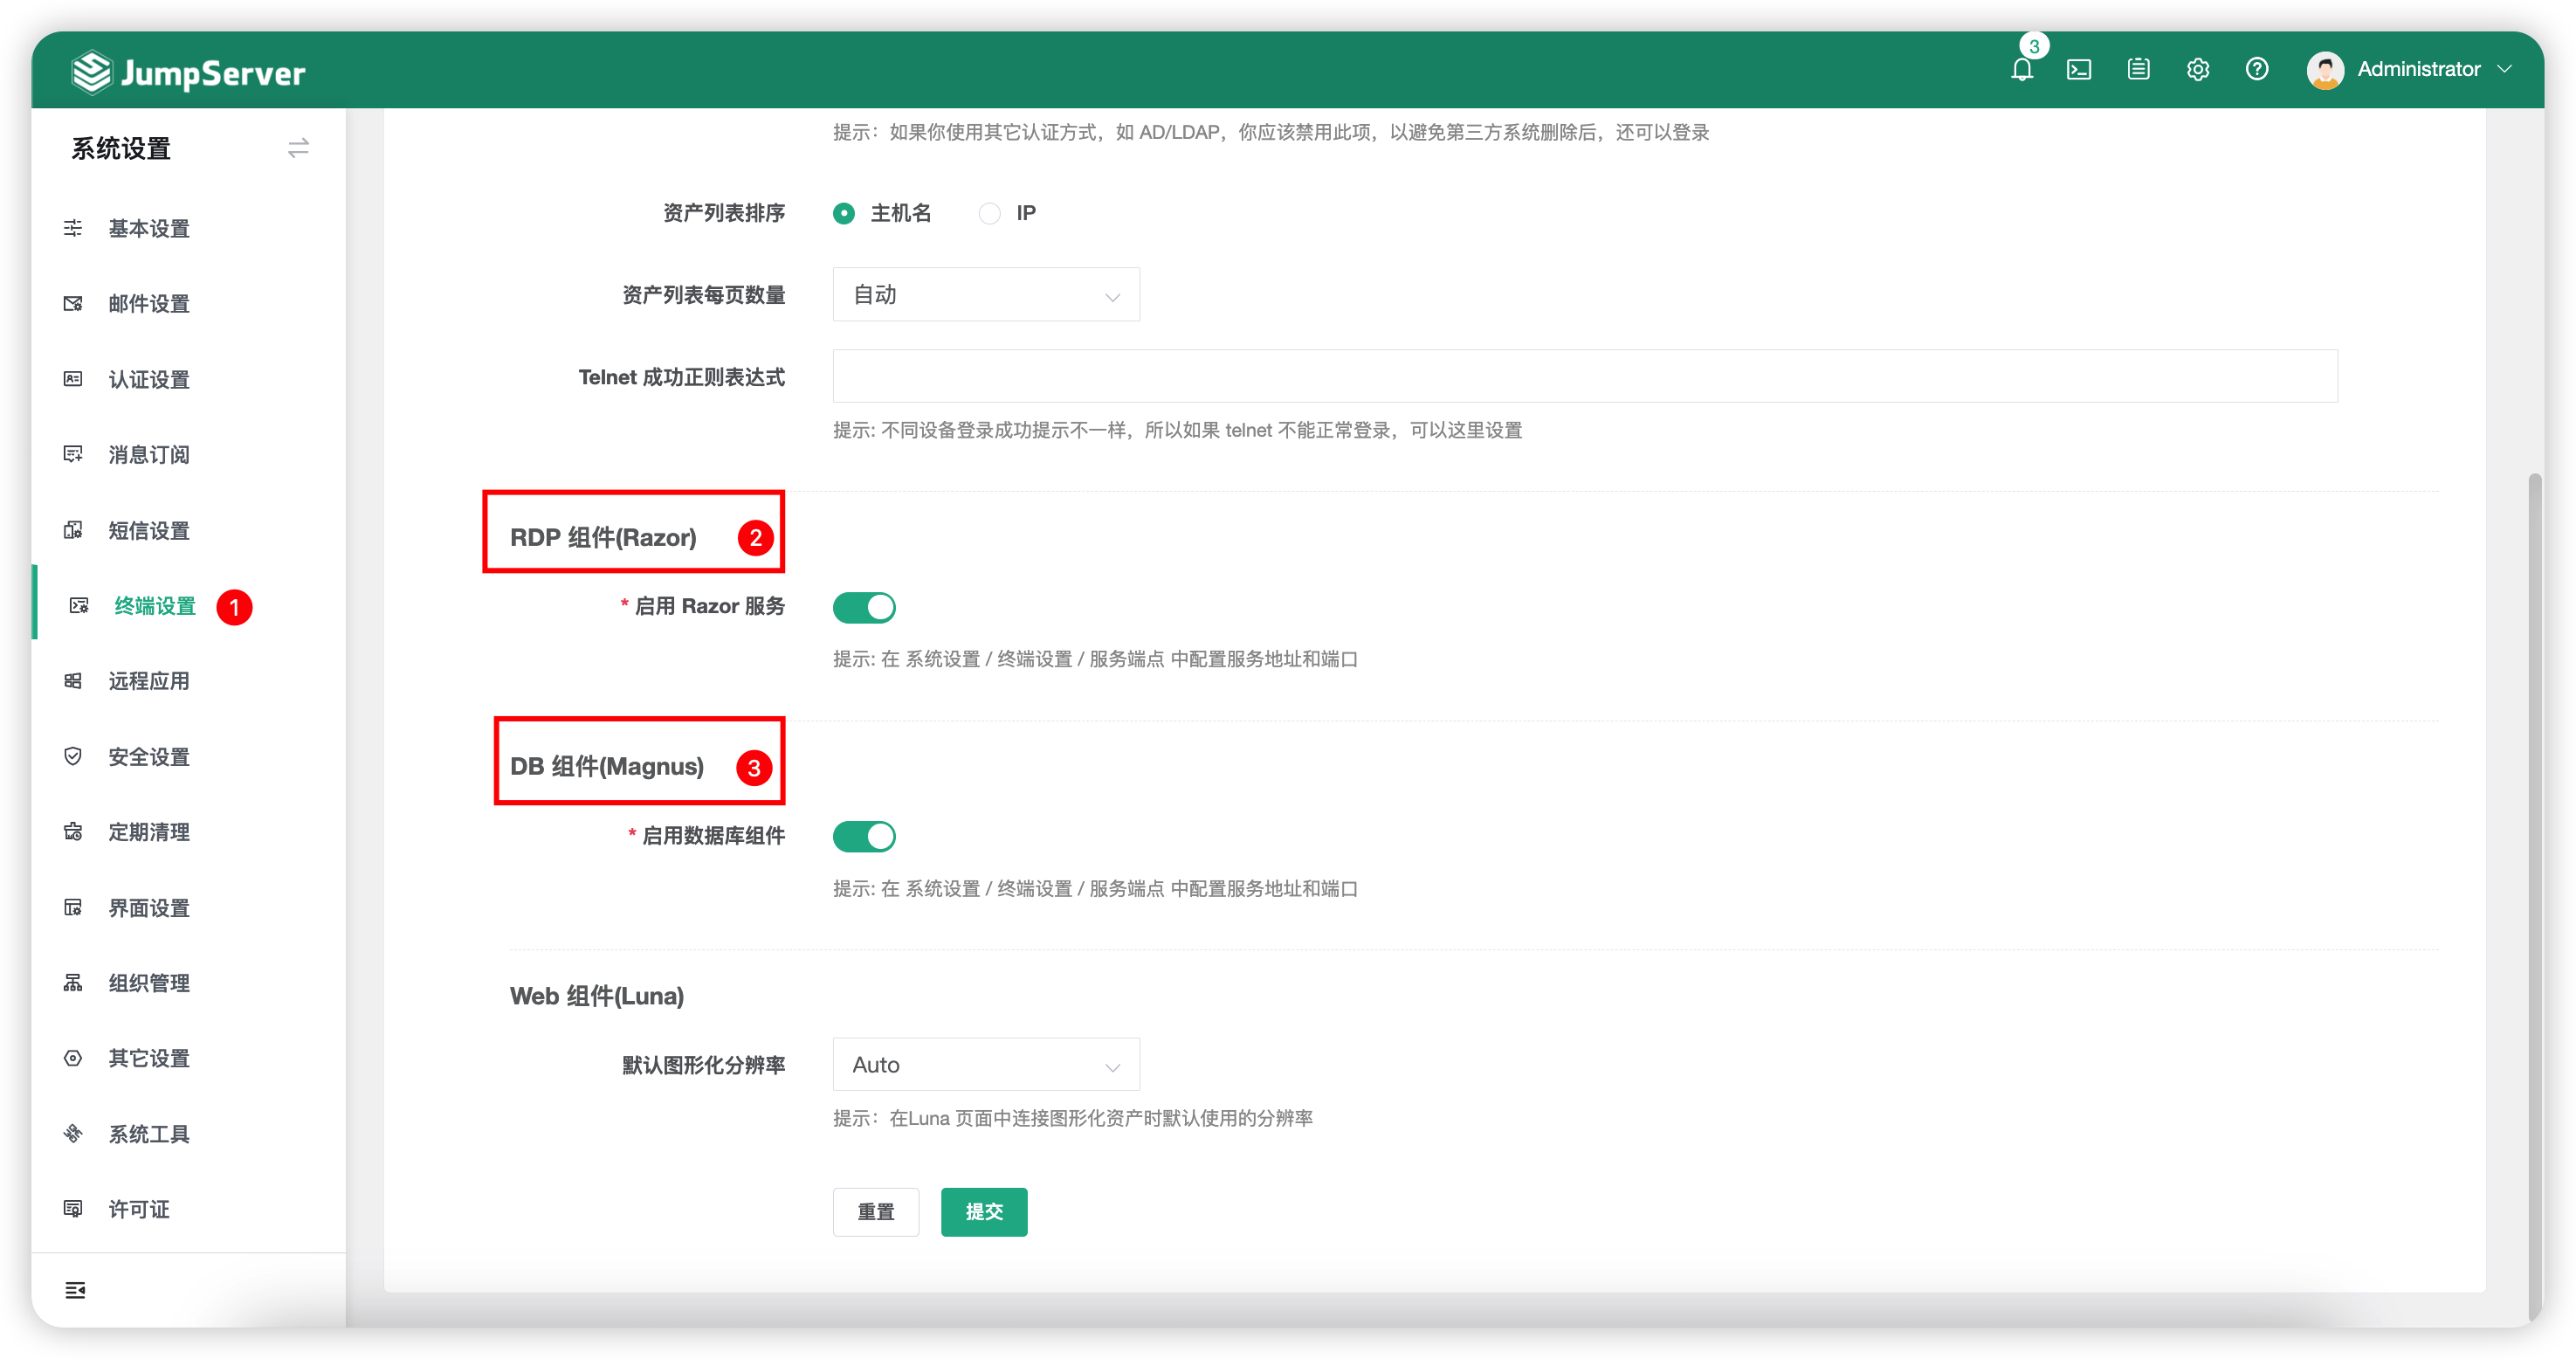 3
JumpServer
Administrator
系统设置
基本设置
邮件设置
认证设置
消息订阅
短信设置
终端设置 1
远程应用
安全设置
定期清理
界面设置
组织管理
其它设置
系统工具
许可证
提示：如果你使用其它认证方式，如 AD/LDAP，你应该禁用此项，以避免第三方系统删除后，还可以登录
资产列表排序 主机名 IP
资产列表每页数量 自动
Telnet 成功正则表达式
提示: 不同设备登录成功提示不一样，所以如果 telnet 不能正常登录，可以这里设置
RDP 组件(Razor) 2
* 启用 Razor 服务
提示: 在 系统设置 / 终端设置 / 服务端点 中配置服务地址和端口
DB 组件(Magnus) 3
* 启用数据库组件
提示: 在 系统设置 / 终端设置 / 服务端点 中配置服务地址和端口
Web 组件(Luna)
默认图形化分辨率 Auto
提示：在Luna 页面中连接图形化资产时默认使用的分辨率
重置 提交